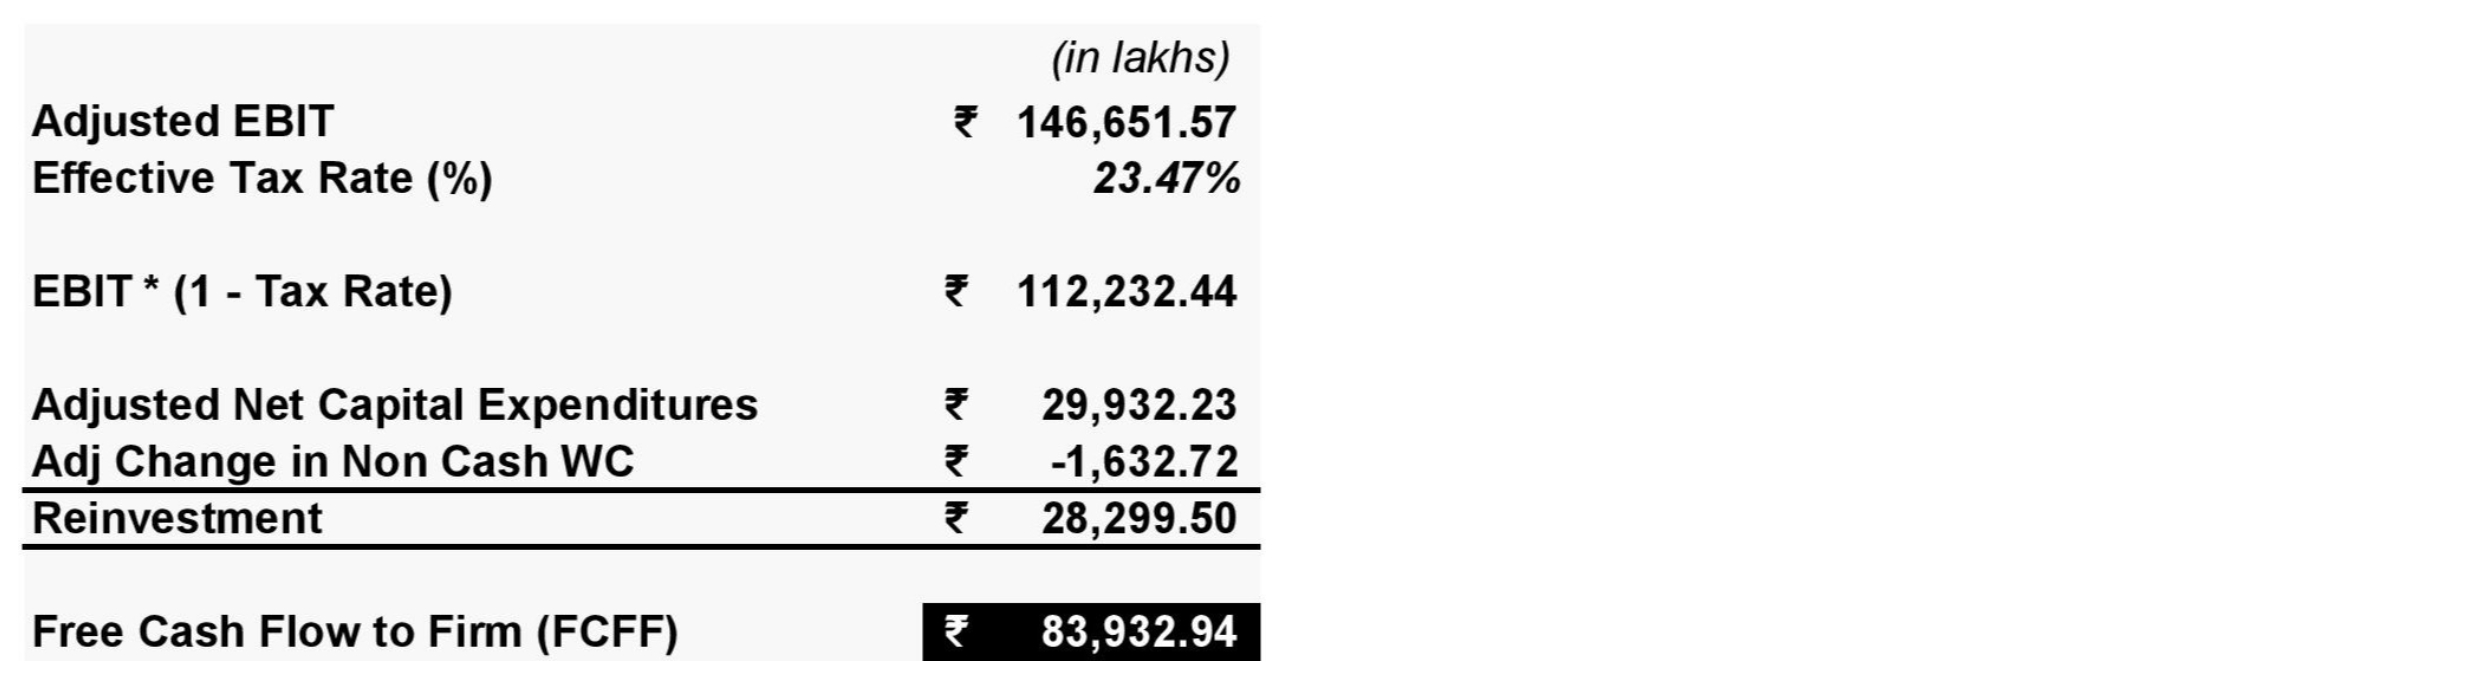 (in lakhs)
Adjusted EBIT ₹ 146,651.57
Effective Tax Rate (%) 23.47%
EBIT * (1 - Tax Rate) ₹ 112,232.44
Adjusted Net Capital Expenditures ₹ 29,932.23
Adj Change in Non Cash WC ₹ -1,632.72
Reinvestment ₹ 28,299.50
Free Cash Flow to Firm (FCFF) ₹ 83,932.94